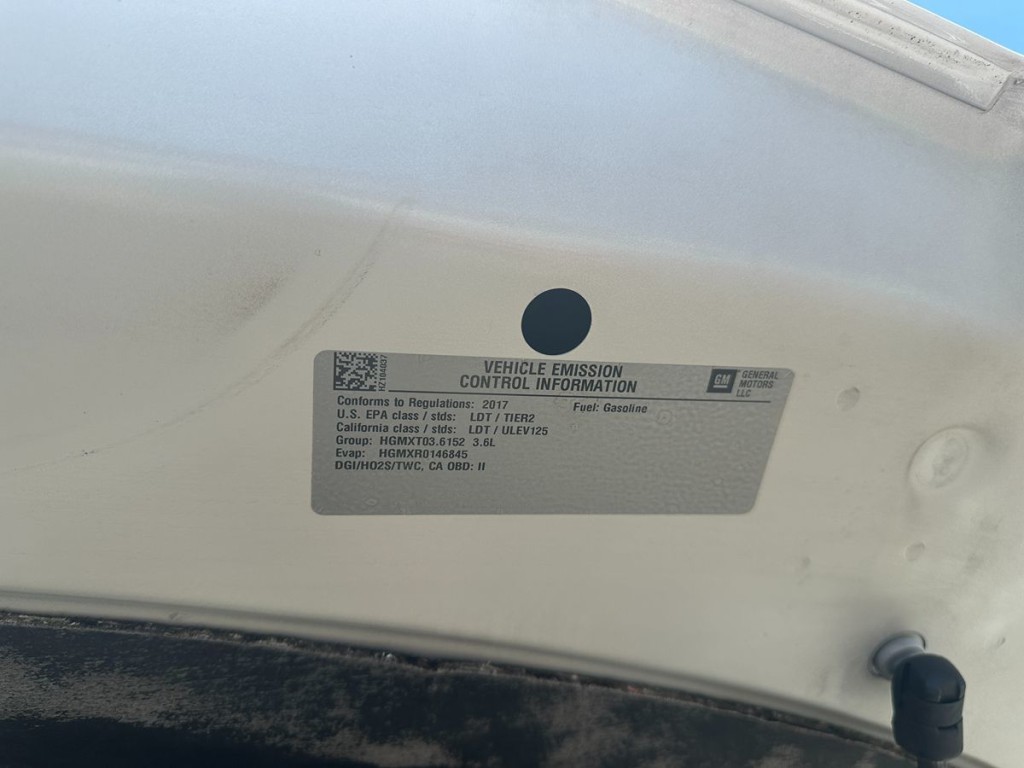 VEHICLE EMISSION
CONTROL INFORMATION
GM GENERAL
MOTORS
LLC
HZ104037
Conforms to Regulations: 2017 Fuel: Gasoline
U.S. EPA class / stds: LDT / TIER2
California class / stds: LDT / ULEV125
Group: HGMXT03.6152 3.6L
Evap: HGMXR0146845
DGI/HO2S/TWC, CA OBD: II